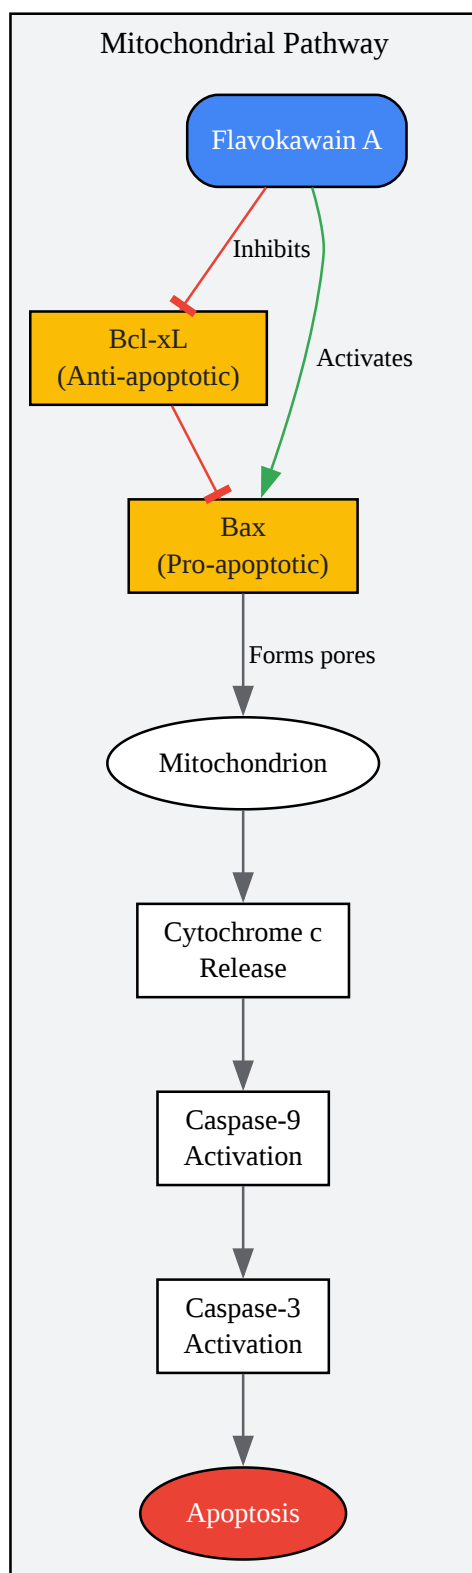 Mitochondrial Pathway
Flavokawain A
Inhibits
Bcl-xL
(Anti-apoptotic)
Activates
Bax
(Pro-apoptotic)
Forms pores
Mitochondrion
Cytochrome c
Release
Caspase-9
Activation
Caspase-3
Activation
Apoptosis